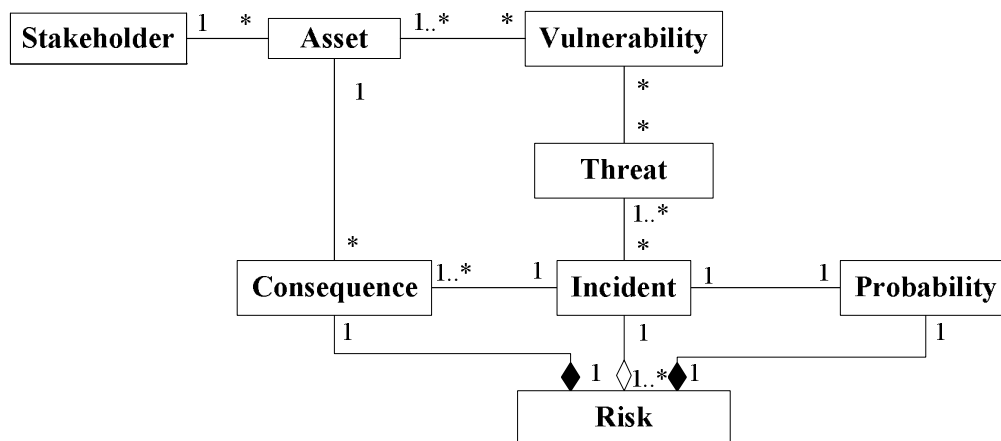 Stakeholder 1 * Asset 1..* * Vulnerability
1 *
*
Threat
1..*
* *
Consequence 1..* 1 Incident 1 1 Probability
1 1 1
1 1..* 1
Risk